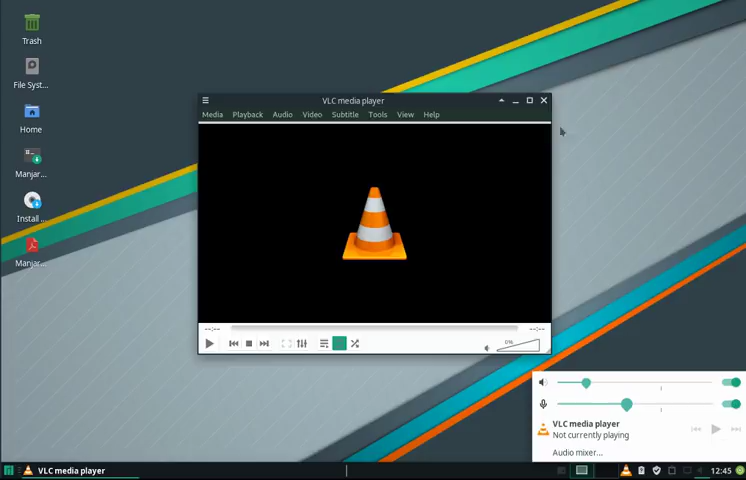 Trash
File Syst...
Home
Manjar...
Install ...
Manjar...
VLC media player
Media Playback Audio Video Subtitle Tools View Help
--:-- --:--
0%
VLC media player
Not currently playing
Audio mixer...
VLC media player
12:45